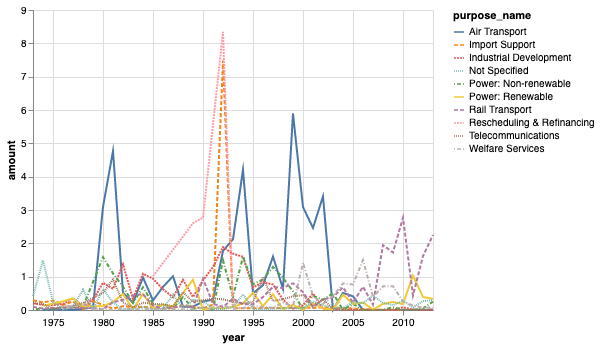 9
8
7
6
5
4
3
2
1
0
amount
1975
1980
1985
1990
1995
2000
2005
2010
year
purpose_name
Air Transport
Import Support
Industrial Development
Not Specified
Power: Non-renewable
Power: Renewable
Rail Transport
Rescheduling & Refinancing
Telecommunications
Welfare Services